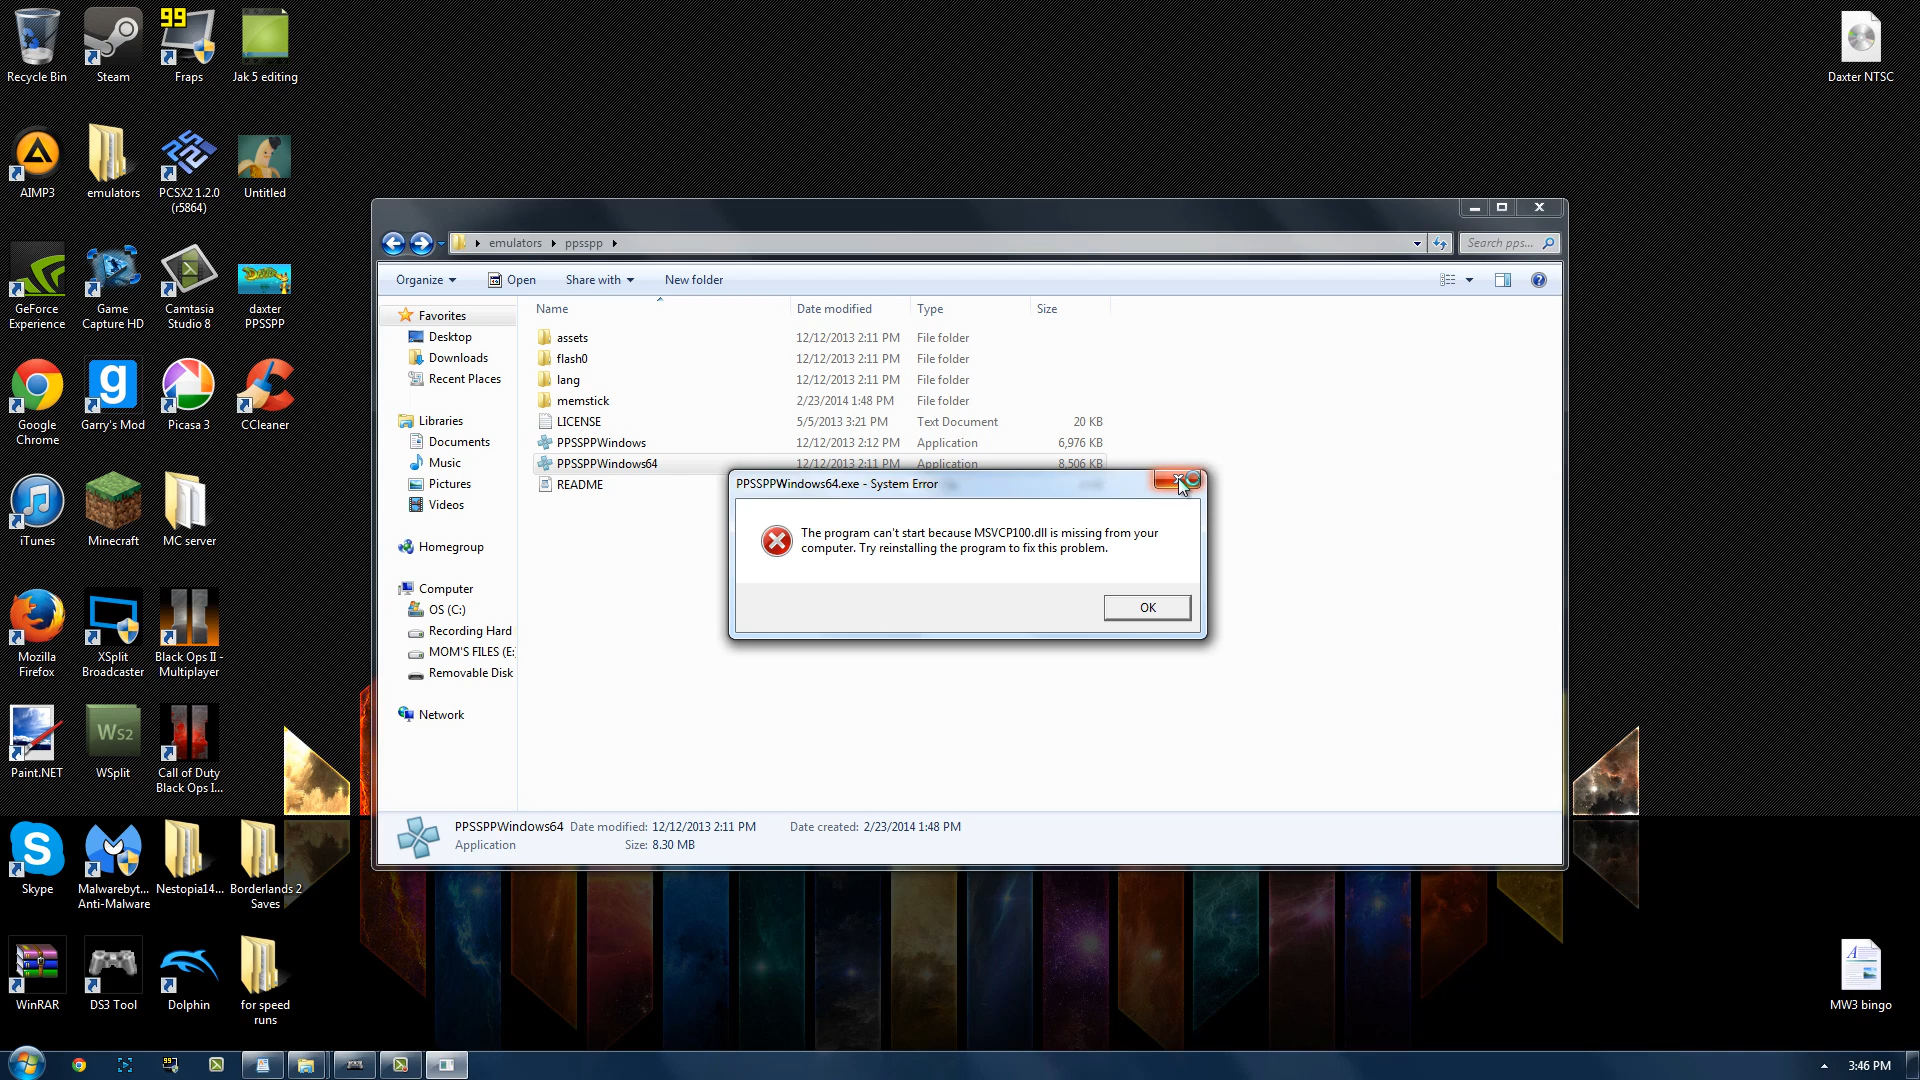 99
Recycle Bin
Steam
Fraps
Jak 5 editing
Daxter NTSC
AIMP3
emulators
PCSX2 1.2.0
(r5864)
Untitled
GeForce
Experience
Game
Capture HD
Camtasia
Studio 8
daxter
PPSSPP
Google
Chrome
Garry's Mod
Picasa 3
CCleaner
iTunes
Minecraft
MC server
Mozilla
Firefox
XSplit
Broadcaster
Black Ops II -
Multiplayer
Paint.NET
WS2
WSplit
Call of Duty
Black Ops I...
Skype
Malwarebyt...
Anti-Malware
Nestopia14...
Borderlands 2
Saves
WinRAR
DS3 Tool
Dolphin
for speed
runs
MW3 bingo
emulators
ppsspp
Search pps...
Organize
Open
Share with
New folder
Name
Date modified
Type
Size
Favorites
Desktop
Downloads
Recent Places
Libraries
Documents
Music
Pictures
Videos
Homegroup
Computer
OS (C:)
Recording Hard
MOM'S FILES (E:
Removable Disk
Network
assets 12/12/2013 2:11 PM File folder
flash0 12/12/2013 2:11 PM File folder
lang 12/12/2013 2:11 PM File folder
memstick 2/23/2014 1:48 PM File folder
LICENSE 5/5/2013 3:21 PM Text Document 20 KB
PPSSPPWindows 12/12/2013 2:12 PM Application 6,976 KB
PPSSPPWindows64 12/12/2013 2:11 PM Application 8,506 KB
README
PPSSPPWindows64.exe - System Error
The program can't start because MSVCP100.dll is missing from your
computer. Try reinstalling the program to fix this problem.
OK
PPSSPPWindows64 Date modified: 12/12/2013 2:11 PM Date created: 2/23/2014 1:48 PM
Application Size: 8.30 MB
99
3:46 PM